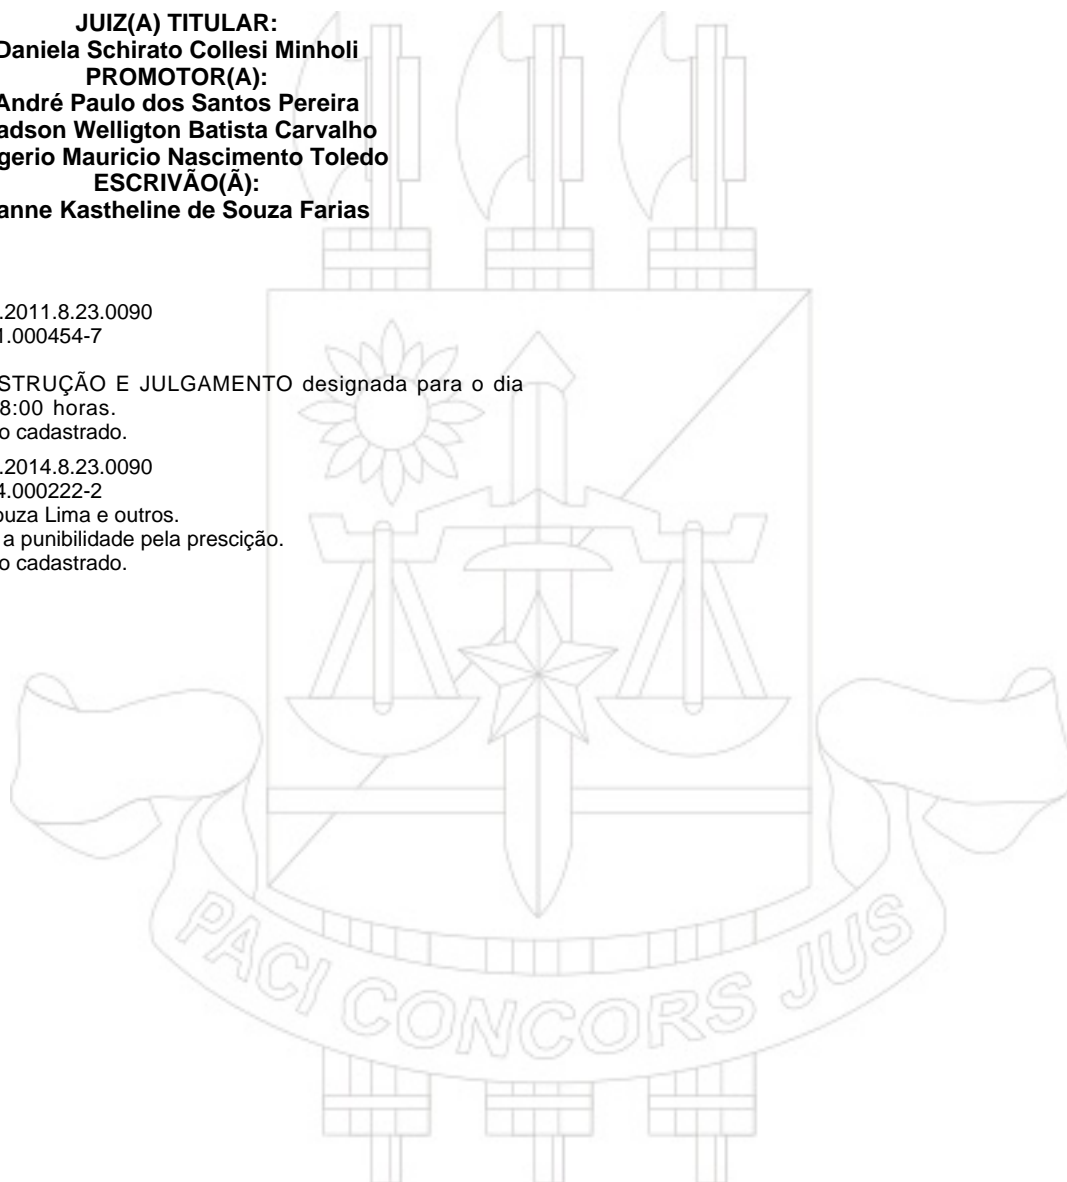 JUIZ(A) TITULAR:
Daniela Schirato Collesi Minholi
PROMOTOR(A):
André Paulo dos Santos Pereira
adson Welligton Batista Carvalho
gerio Mauricio Nascimento Toledo
ESCRIVÃO(Ã):
anne Kastheline de Souza Farias
.2011.8.23.0090
1.000454-7
STRUÇÃO E JULGAMENTO designada para o dia
8:00 horas.
o cadastrado.
.2014.8.23.0090
4.000222-2
ouza Lima e outros.
a punibilidade pela prescição.
o cadastrado.
PACI CONCORS JUS